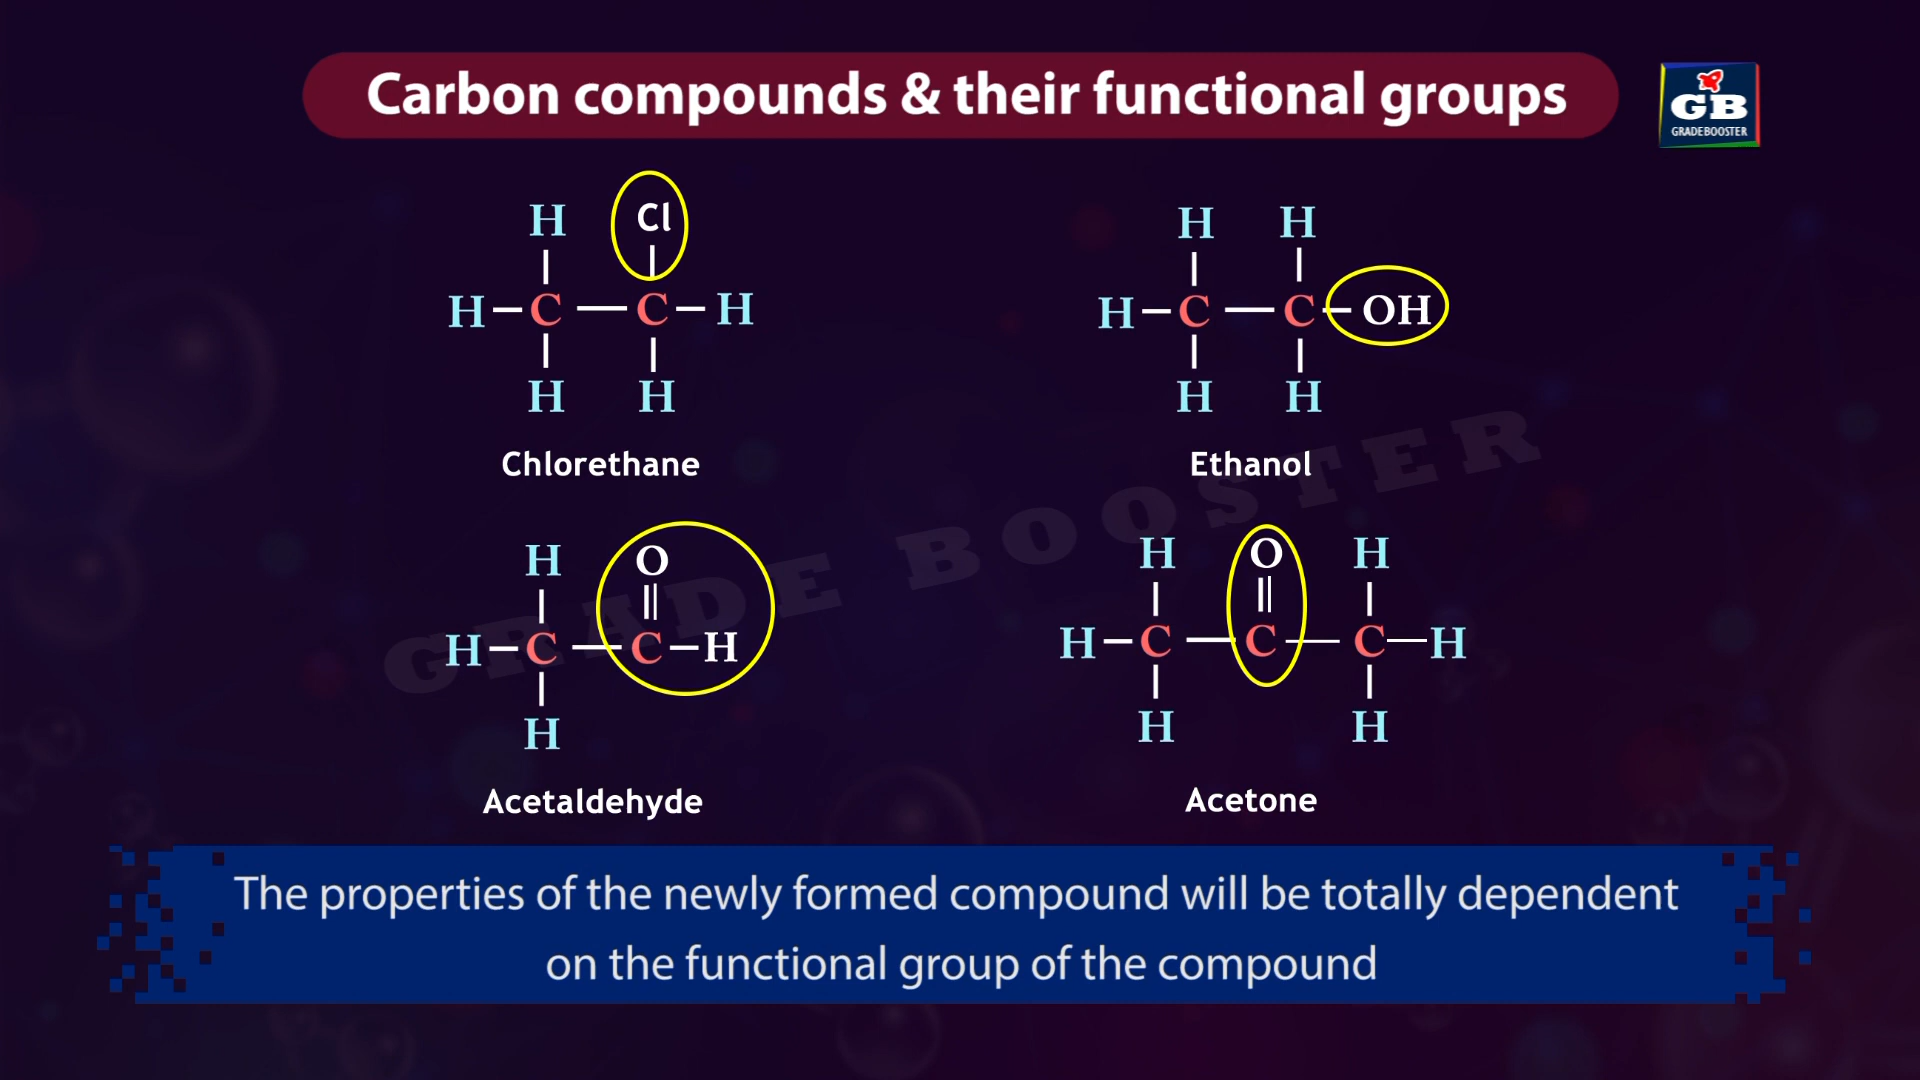 Carbon compounds & their functional groups
GB
GRADEBOOSTER
H Cl
H C C H
H H
Chlorethane
H H
H C C OH
H H
Ethanol
H O
H C C H
H
Acetaldehyde
H O H
H C C C H
H H
Acetone
GRADE BOOSTER
The properties of the newly formed compound will be totally dependent
on the functional group of the compound